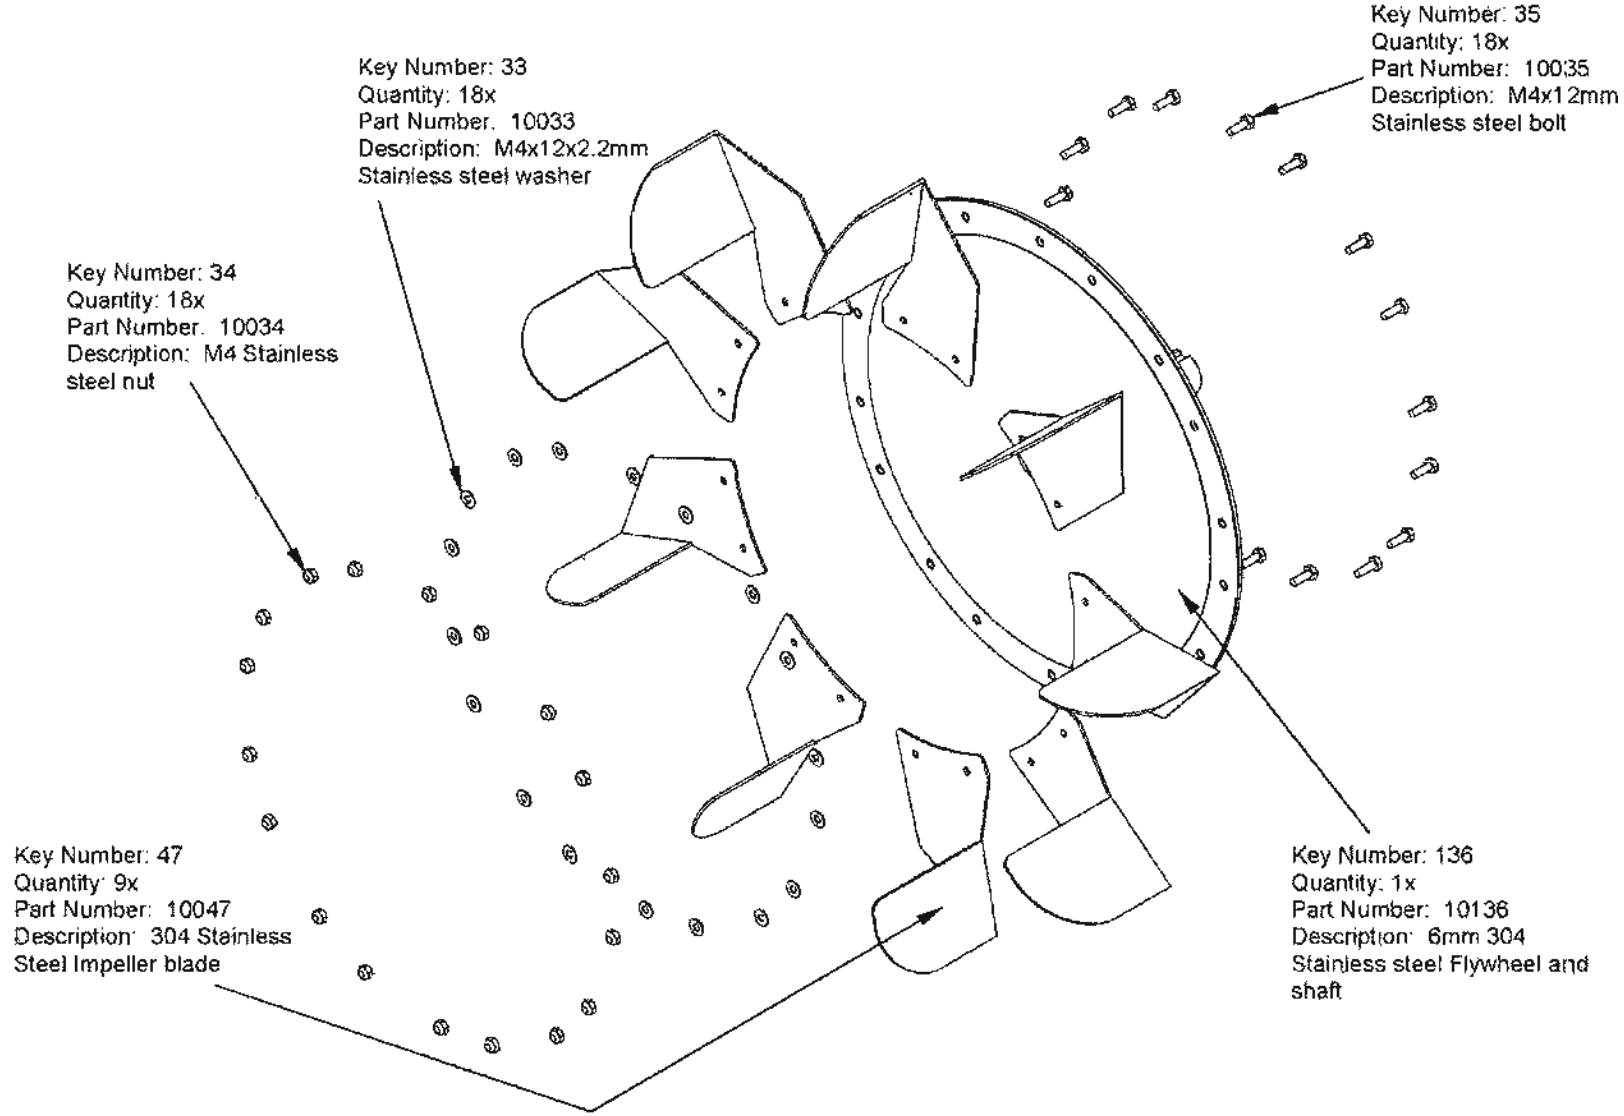 Key Number: 35
Quantity: 18x
Part Number: 10035
Description: M4x12mm
Stainless steel bolt
Key Number: 33
Quantity: 18x
Part Number. 10033
Description: M4x12x2.2mm
Stainless steel washer
Key Number: 34
Quantity: 18x
Part Number. 10034
Description: M4 Stainless
steel nut
Key Number: 47
Quantity: 9x
Part Number: 10047
Description: 304 Stainless
Steel Impeller blade
Key Number: 136
Quantity: 1x
Part Number: 10136
Description: 6mm 304
Stainless steel Flywheel and
shaft